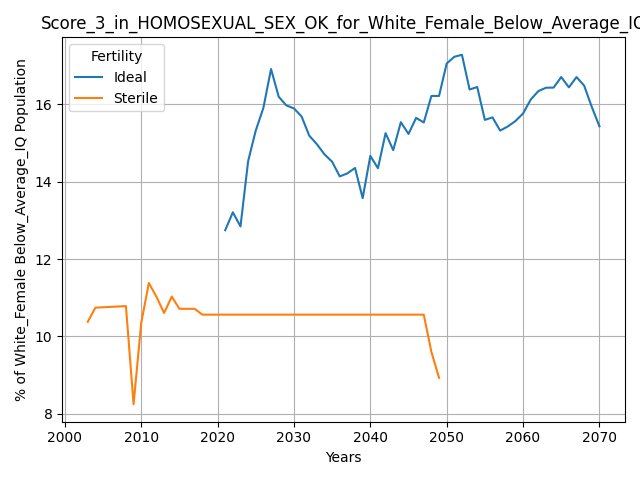 Score_3_in_HOMOSEXUAL_SEX_OK_for_White_Female_Below_Average_IQ
Fertility
Ideal
Sterile
% of White_Female Below_Average_IQ Population
16
14
12
10
8
2000 2010 2020 2030 2040 2050 2060 2070
Years